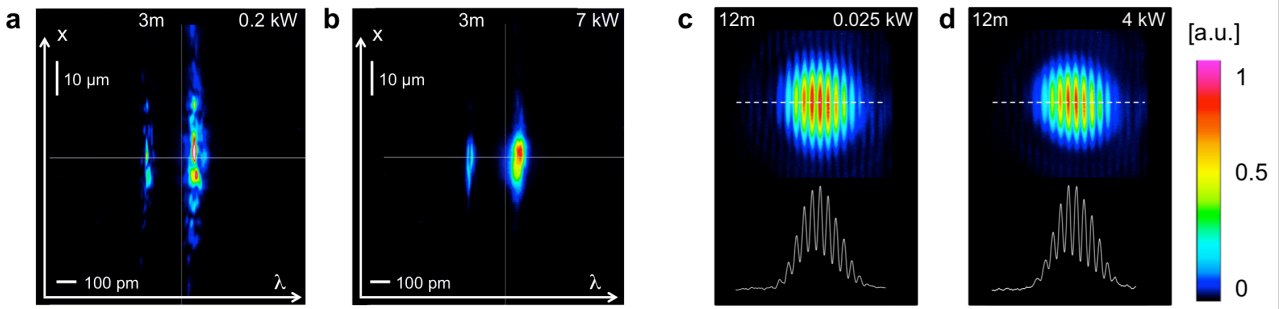 a
3m
0.2 kW
x
10 µm
100 pm
λ
b
3m
7 kW
10 µm
100 pm
λ
c
12m
0.025 kW
d
12m
4 kW
[a.u.]
1
0.5
0